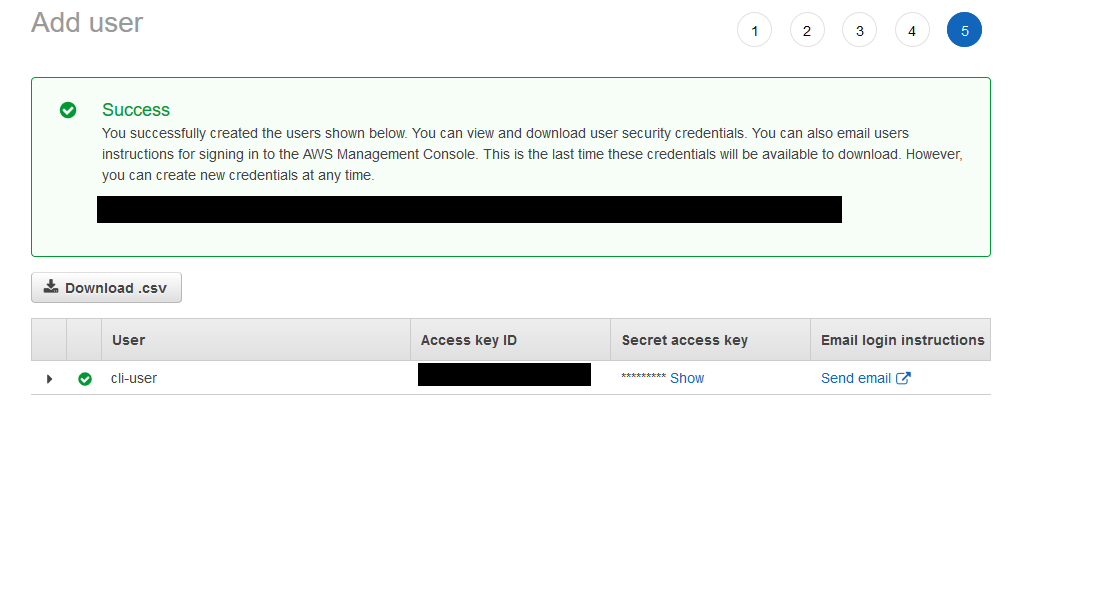 Add user
1 2 3 4 5
Success
You successfully created the users shown below. You can view and download user security credentials. You can also email users
instructions for signing in to the AWS Management Console. This is the last time these credentials will be available to download. However,
you can create new credentials at any time.
Download .csv
User Access key ID Secret access key Email login instructions
cli-user ********* Show Send email